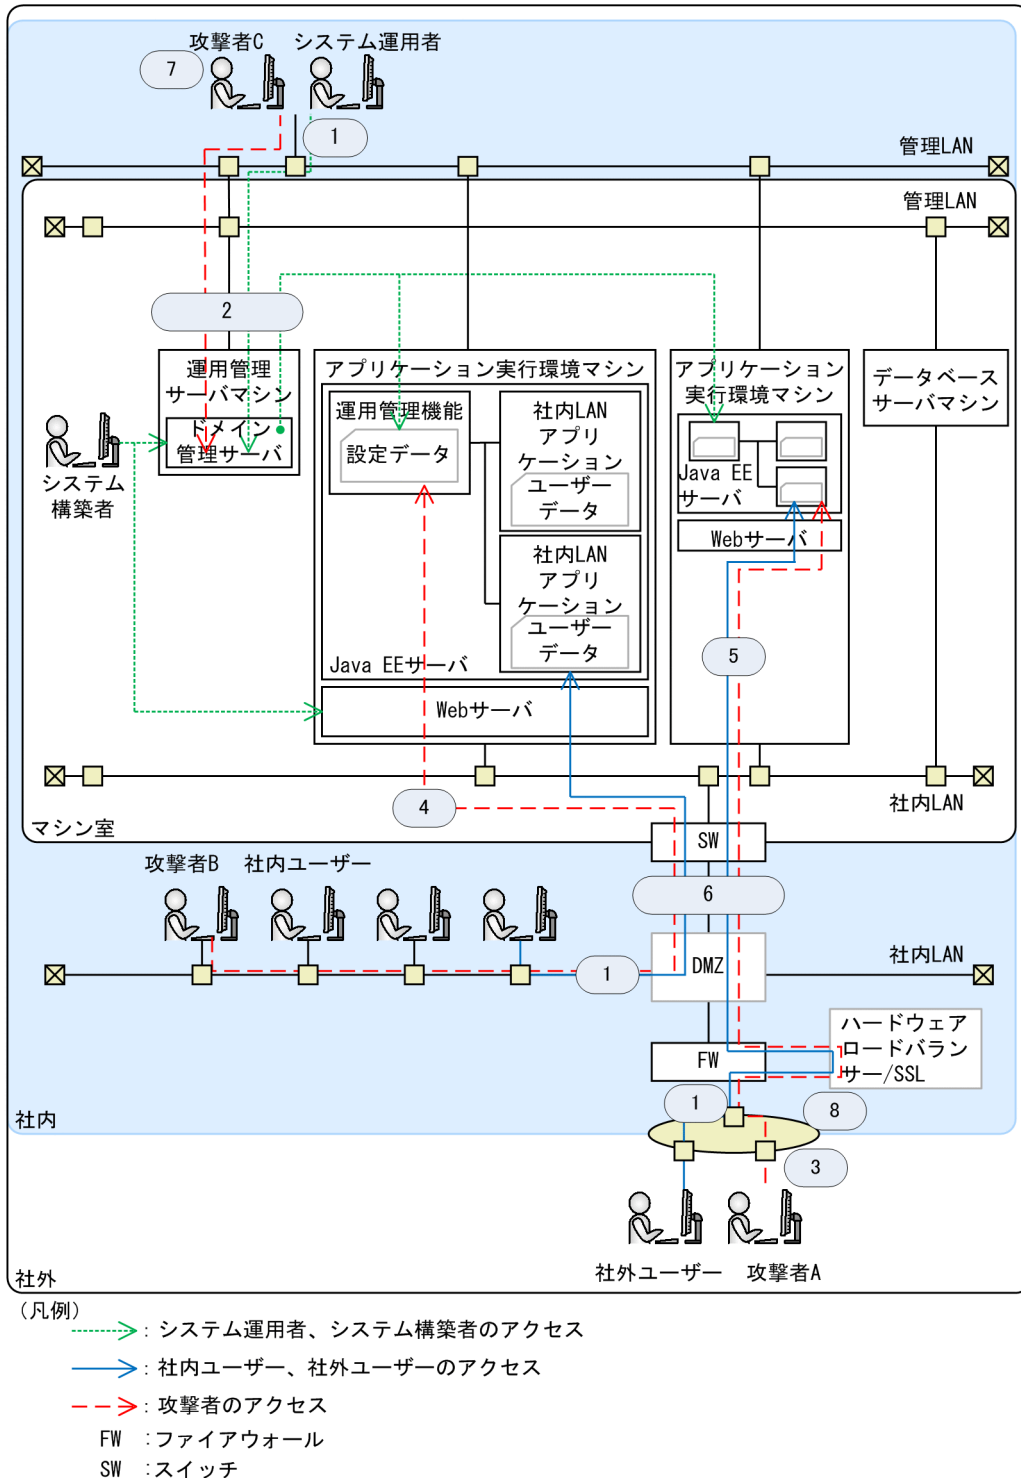 攻撃者C
システム運用者
7
1
管理LAN
管理LAN
2
運用管理
サーバマシン
ドメイン
管理サーバ
システム
構築者
アプリケーション実行環境マシン
運用管理機能
設定データ
社内LAN
アプリ
ケーション
ユーザー
データ
社内LAN
アプリ
ケーション
ユーザー
データ
Java EEサーバ
Webサーバ
アプリケーション
実行環境マシン
Java EE
サーバ
Webサーバ
データベース
サーバマシン
5
4
社内LAN
マシン室
SW
攻撃者B
社内ユーザー
6
1
DMZ
社内LAN
ハードウェア
ロードバラン
サー/SSL
FW
1
8
社内
3
社外ユーザー
攻撃者A
社外
(凡例)
：システム運用者、システム構築者のアクセス
：社内ユーザー、社外ユーザーのアクセス
：攻撃者のアクセス
FW ：ファイアウォール
SW ：スイッチ